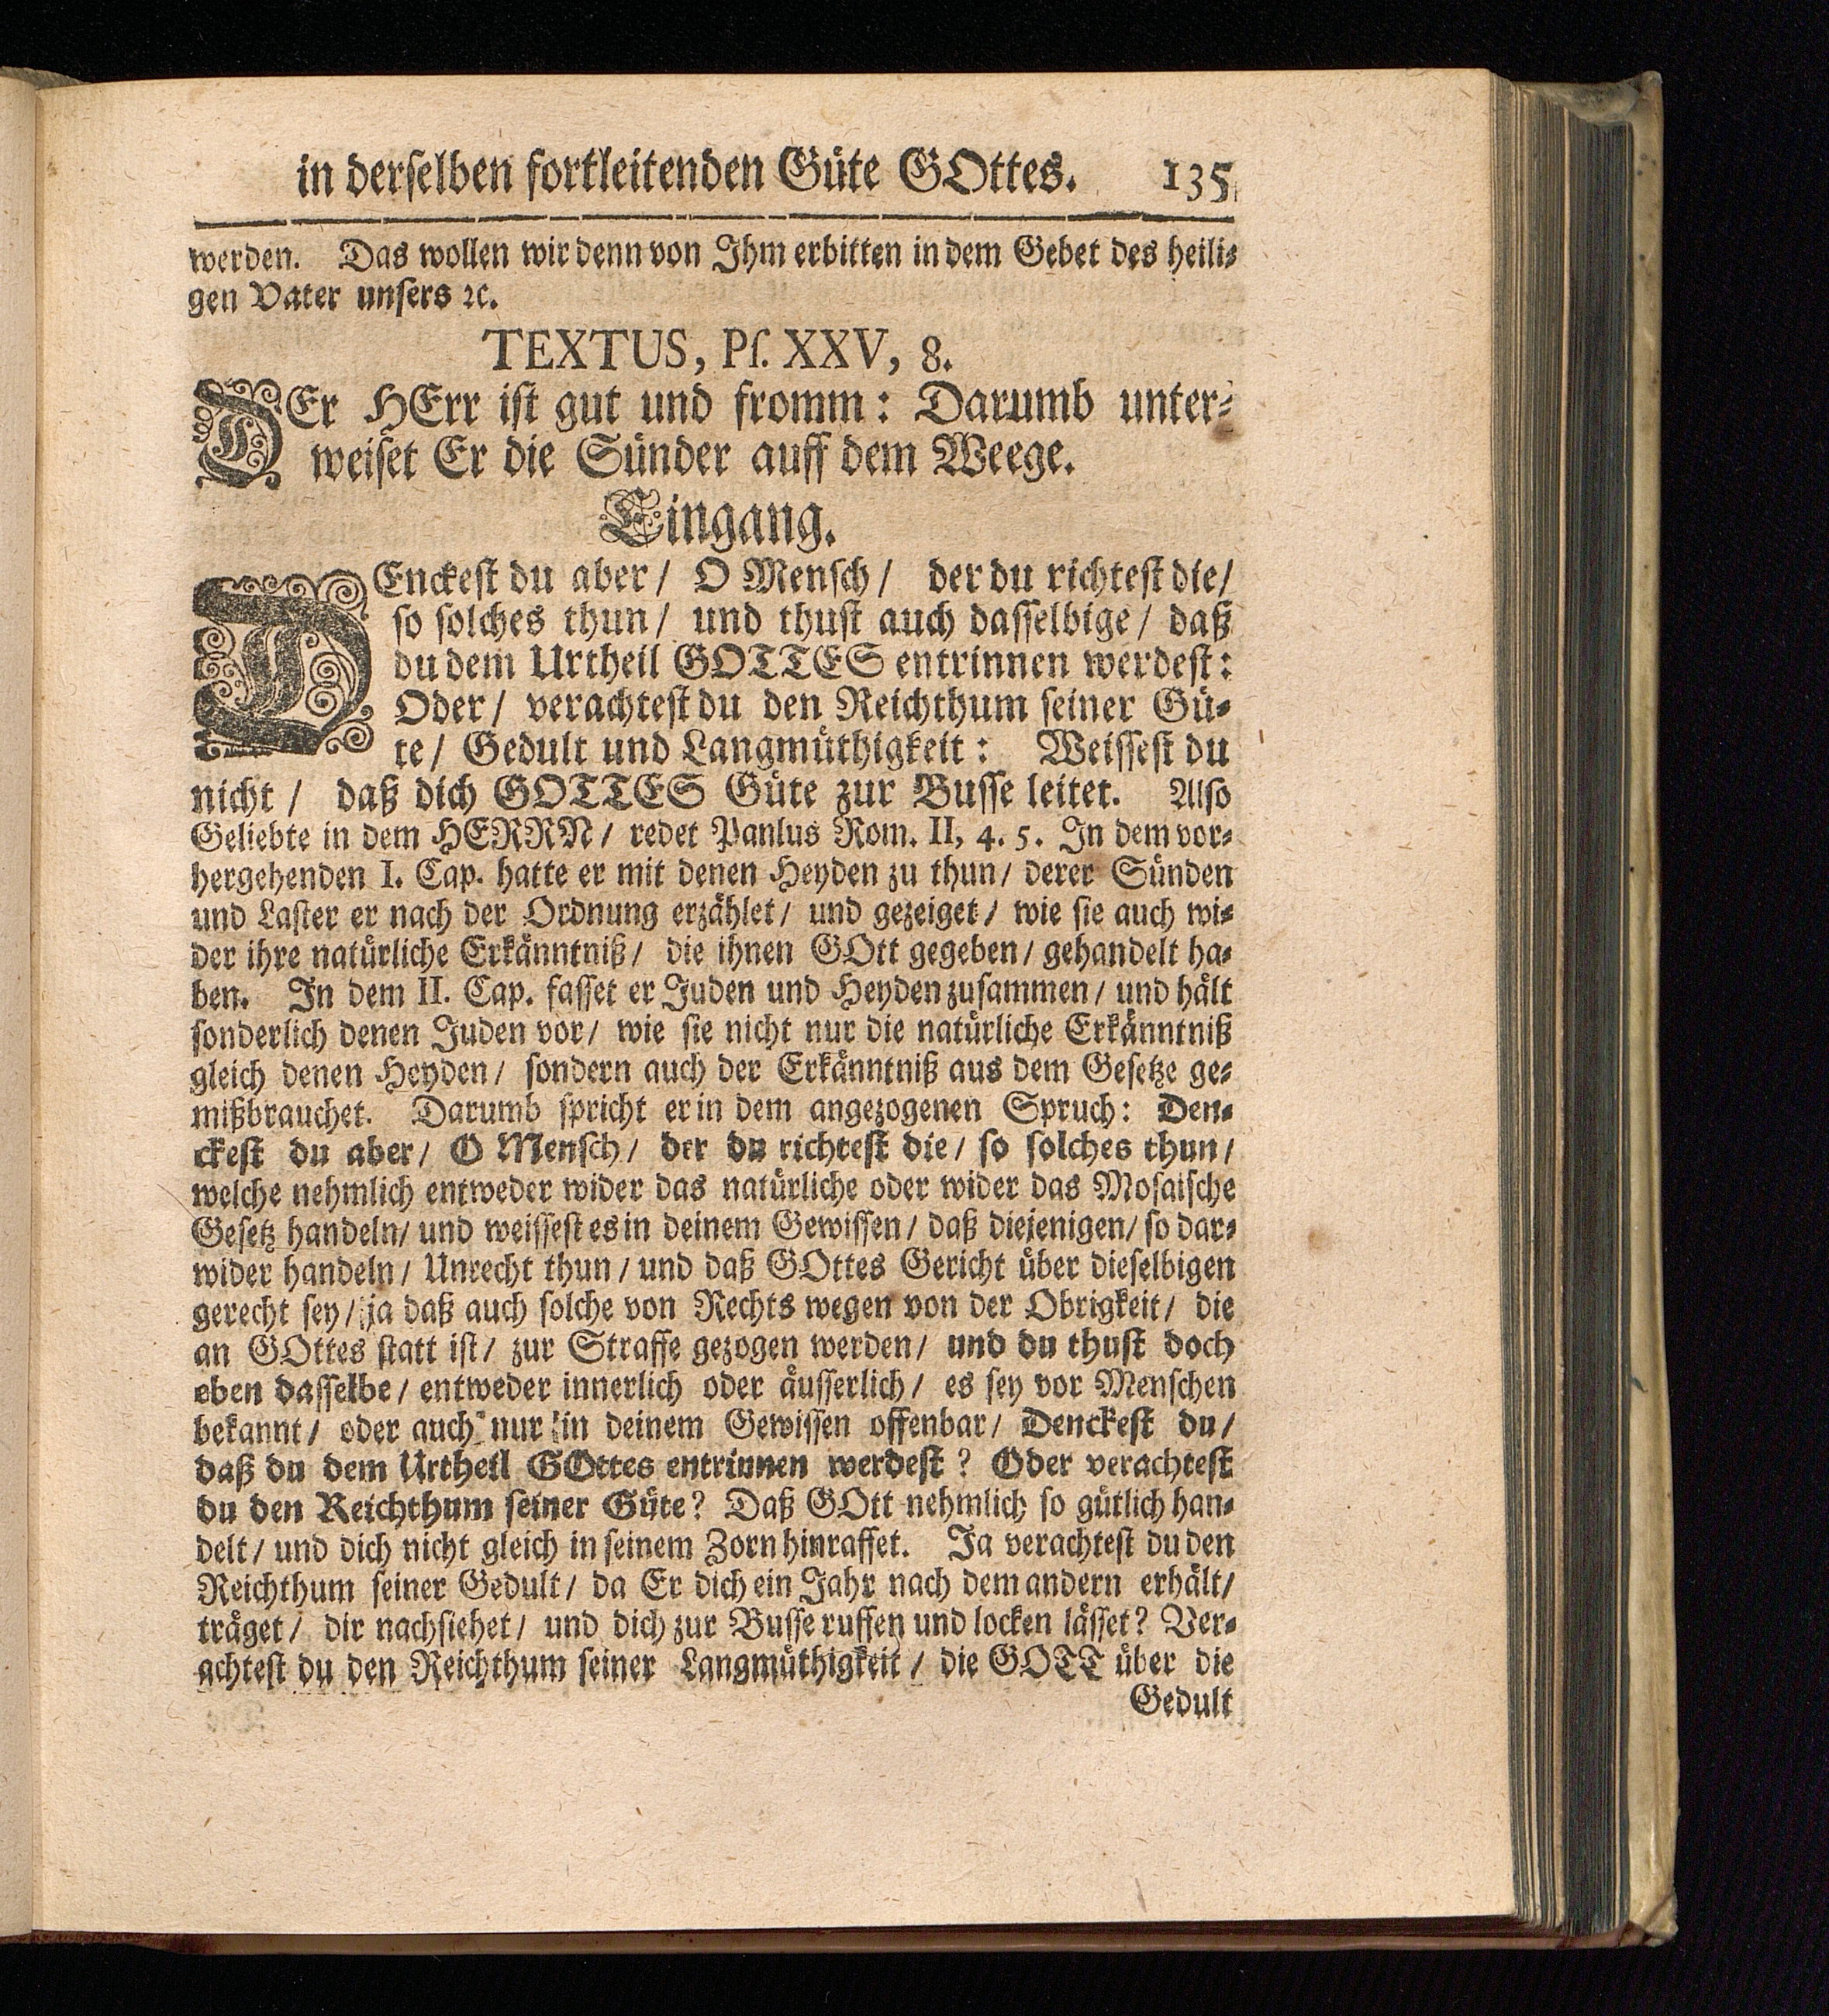 in derselben fortleitenden Güte GOttes. 135
werden. Das wollen wir denn von Ihm erbitten in dem Gebet des heili-
gen Vater unsers ꝛc.
TEXTUS, Pſ. XXV, 8.
DEr HErr ist gut und fromm: Darumb unter-
weiset Er die Sünder auff dem Weege.
Eingang.
DEnckest du aber / O Mensch / der du richtest die /
so solches thun / und thust auch dasselbige / daß
du dem Urtheil GOTTES entrinnen werdest:
Oder / verachtest du den Reichthum seiner Gü-
te / Gedult und Langmüthigkeit: Weissest du
nicht / daß dich GOTTES Güte zur Busse leitet. Also
Geliebte in dem HERRN / redet Panlus Rom. II, 4. 5. In dem vor-
hergehenden I. Cap. hatte er mit denen Heyden zu thun / derer Sünden
und Laster er nach der Ordnung erzählet / und gezeiget / wie sie auch wi-
der ihre natürliche Erkänntniß / die ihnen GOtt gegeben / gehandelt ha-
ben. In dem II. Cap. fasset er Juden und Heyden zusammen / und hält
sonderlich denen Juden vor / wie sie nicht nur die natürliche Erkänntniß
gleich denen Heyden / sondern auch der Erkänntniß aus dem Gesetze ge-
mißbrauchet. Darumb spricht er in dem angezogenen Spruch: Den-
ckest du aber / O Mensch / der du richtest die / so solches thun /
welche nehmlich entweder wider das natürliche oder wider das Mosaische
Gesetz handeln / und weissest es in deinem Gewissen / daß diejenigen / so dar-
wider handeln / Unrecht thun / und daß GOttes Gericht über dieselbigen
gerecht sey / ja daß auch solche von Rechts wegen von der Obrigkeit / die
an GOttes statt ist / zur Straffe gezogen werden / und du thust doch
eben dasselbe / entweder innerlich oder äusserlich / es sey vor Menschen
bekannt / oder auch nur in deinem Gewissen offenbar / Denckest du /
daß du dem Urtheil GOttes entrinnen werdest? Oder verachtest
du den Reichthum seiner Güte? Daß GOtt nehmlich so gütlich han-
delt / und dich nicht gleich in seinem Zorn hinraffet. Ja verachtest du den
Reichthum seiner Gedult / da Er dich ein Jahr nach dem andern erhält /
träget / dir nachsiehet / und dich zur Busse ruffen und locken lässet? Ver-
achtest du den Reichthum seiner Langmüthigkeit / die GOTT über die
Gedult